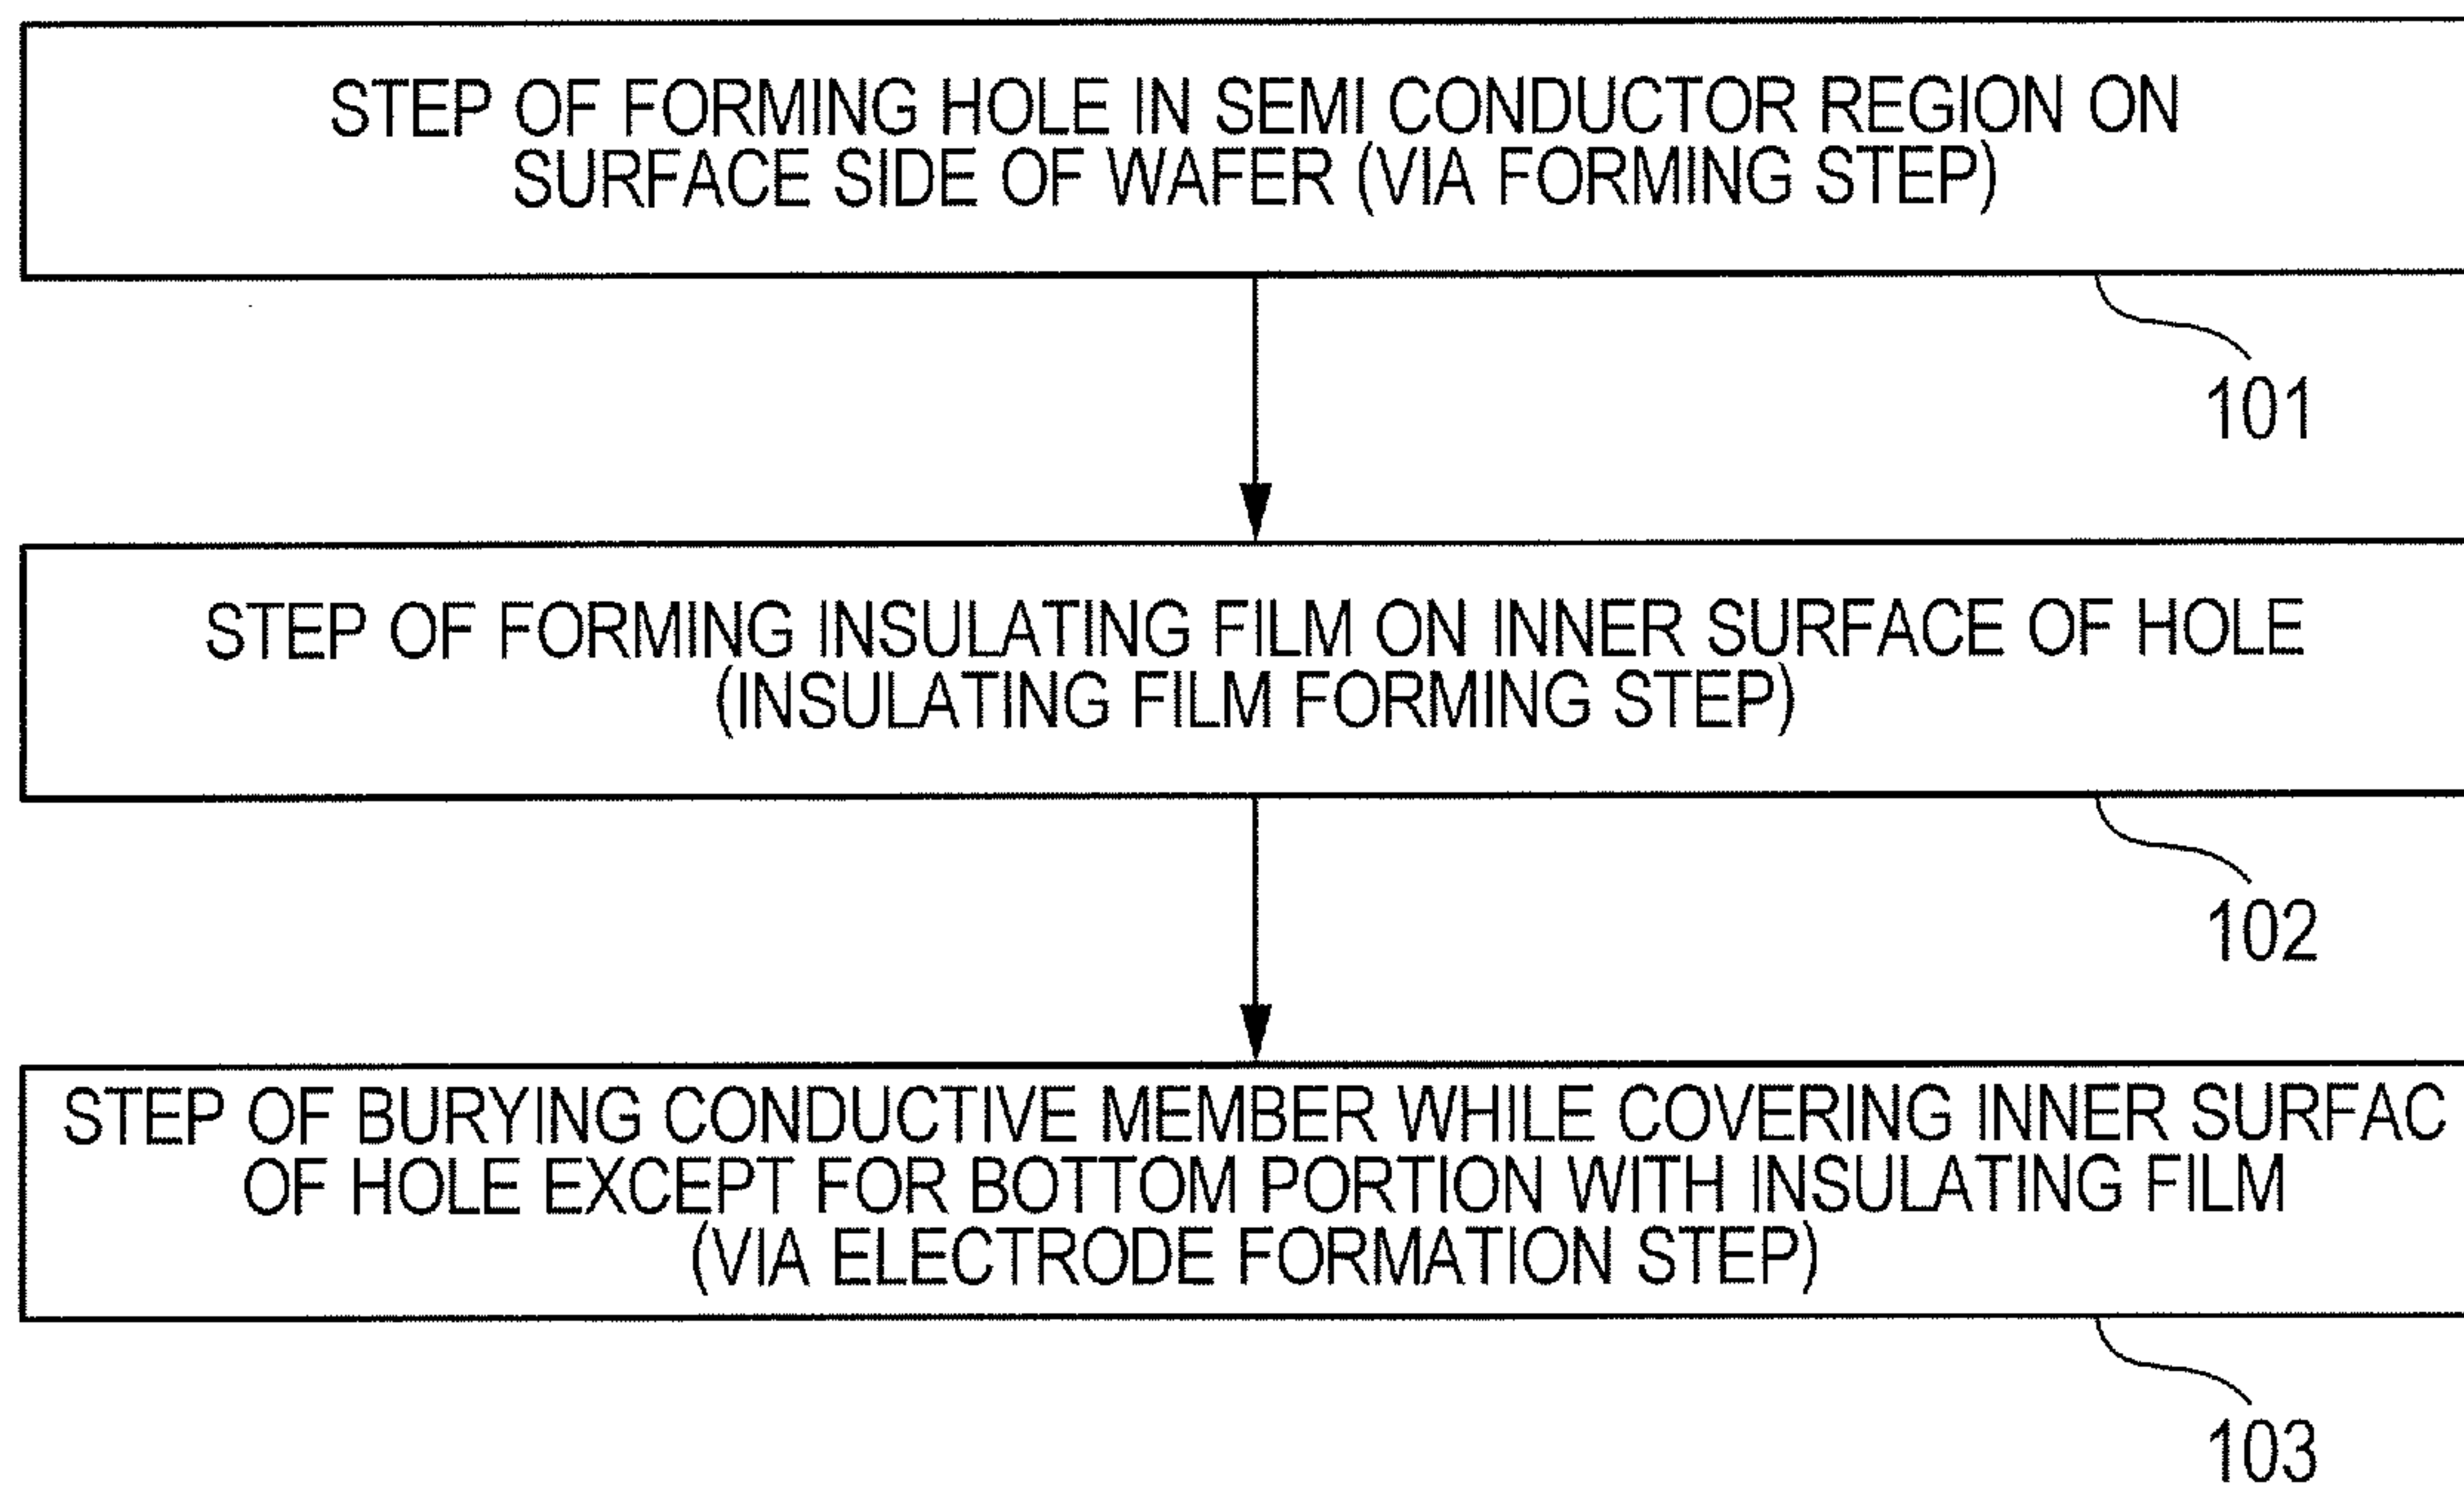 STEP OF FORMING HOLE IN SEMI CONDUCTOR REGION ON
SURFACE SIDE OF WAFER (VIA FORMING STEP)
101
STEP OF FORMING INSULATING FILM ON INNER SURFACE OF HOLE
(INSULATING FILM FORMING STEP)
102
STEP OF BURYING CONDUCTIVE MEMBER WHILE COVERING INNER SURFAC
OF HOLE EXCEPT FOR BOTTOM PORTION WITH INSULATING FILM
(VIA ELECTRODE FORMATION STEP)
103